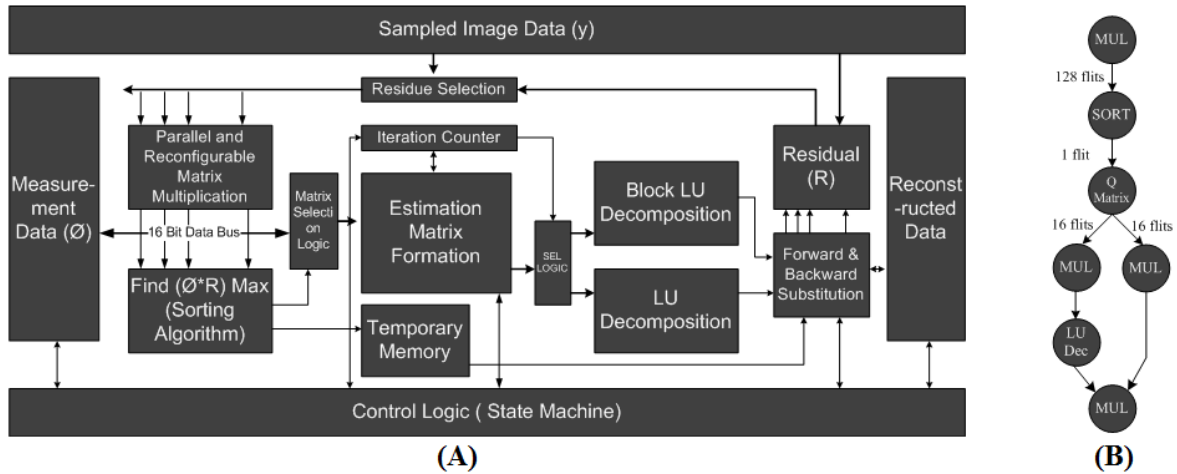 Sampled Image Data (y)
Measure-
ment
Data (Ø)
Residue Selection
Parallel and
Reconfigurable
Matrix
Multiplication
16 Bit Data Bus
Find (Ø*R) Max
(Sorting
Algorithm)
Matrix
Selecti
on
Logic
Iteration Counter
Estimation
Matrix
Formation
Temporary
Memory
SEL
LOGIC
Block LU
Decomposition
LU
Decomposition
Residual
(R)
Forward &
Backward
Substitution
Reconst
-ructed
Data
Control Logic ( State Machine)
(A)
MUL
128 flits
SORT
1 flit
Q
Matrix
16 flits
16 flits
MUL
MUL
LU
Dec
MUL
(B)